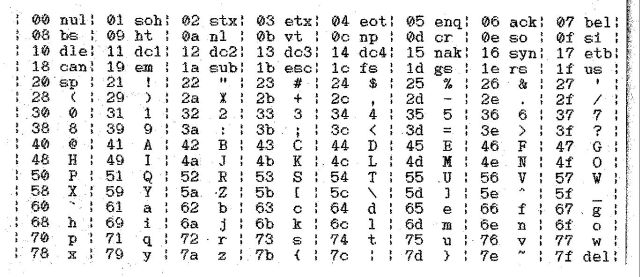 | 00 nul| 01 soh| 02 stx| 03 etx| 04 eot| 05 enq| 06 ack| 07 bel|
| 08 bs | 09 ht | 0a nl | 0b vt | 0c np | 0d cr | 0e so | 0f si |
| 10 dle| 11 dc1| 12 dc2| 13 dc3| 14 dc4| 15 nak| 16 syn| 17 etb|
| 18 can| 19 em | 1a sub| 1b esc| 1c fs | 1d gs | 1e rs | 1f us |
| 20 sp | 21 ! | 22 " | 23 # | 24 $ | 25 % | 26 & | 27 ' |
| 28 ( | 29 ) | 2a * | 2b + | 2c , | 2d - | 2e . | 2f / |
| 30 0 | 31 1 | 32 2 | 33 3 | 34 4 | 35 5 | 36 6 | 37 7 |
| 38 8 | 39 9 | 3a : | 3b ; | 3c < | 3d = | 3e > | 3f ? |
| 40 @ | 41 A | 42 B | 43 C | 44 D | 45 E | 46 F | 47 G |
| 48 H | 49 I | 4a J | 4b K | 4c L | 4d M | 4e N | 4f O |
| 50 P | 51 Q | 52 R | 53 S | 54 T | 55 U | 56 V | 57 W |
| 58 X | 59 Y | 5a Z | 5b [ | 5c \ | 5d ] | 5e ^ | 5f _ |
| 60 ` | 61 a | 62 b | 63 c | 64 d | 65 e | 66 f | 67 g |
| 68 h | 69 i | 6a j | 6b k | 6c l | 6d m | 6e n | 6f o |
| 70 p | 71 q | 72 r | 73 s | 74 t | 75 u | 76 v | 77 w |
| 78 x | 79 y | 7a z | 7b { | 7c | | 7d } | 7e ~ | 7f del|